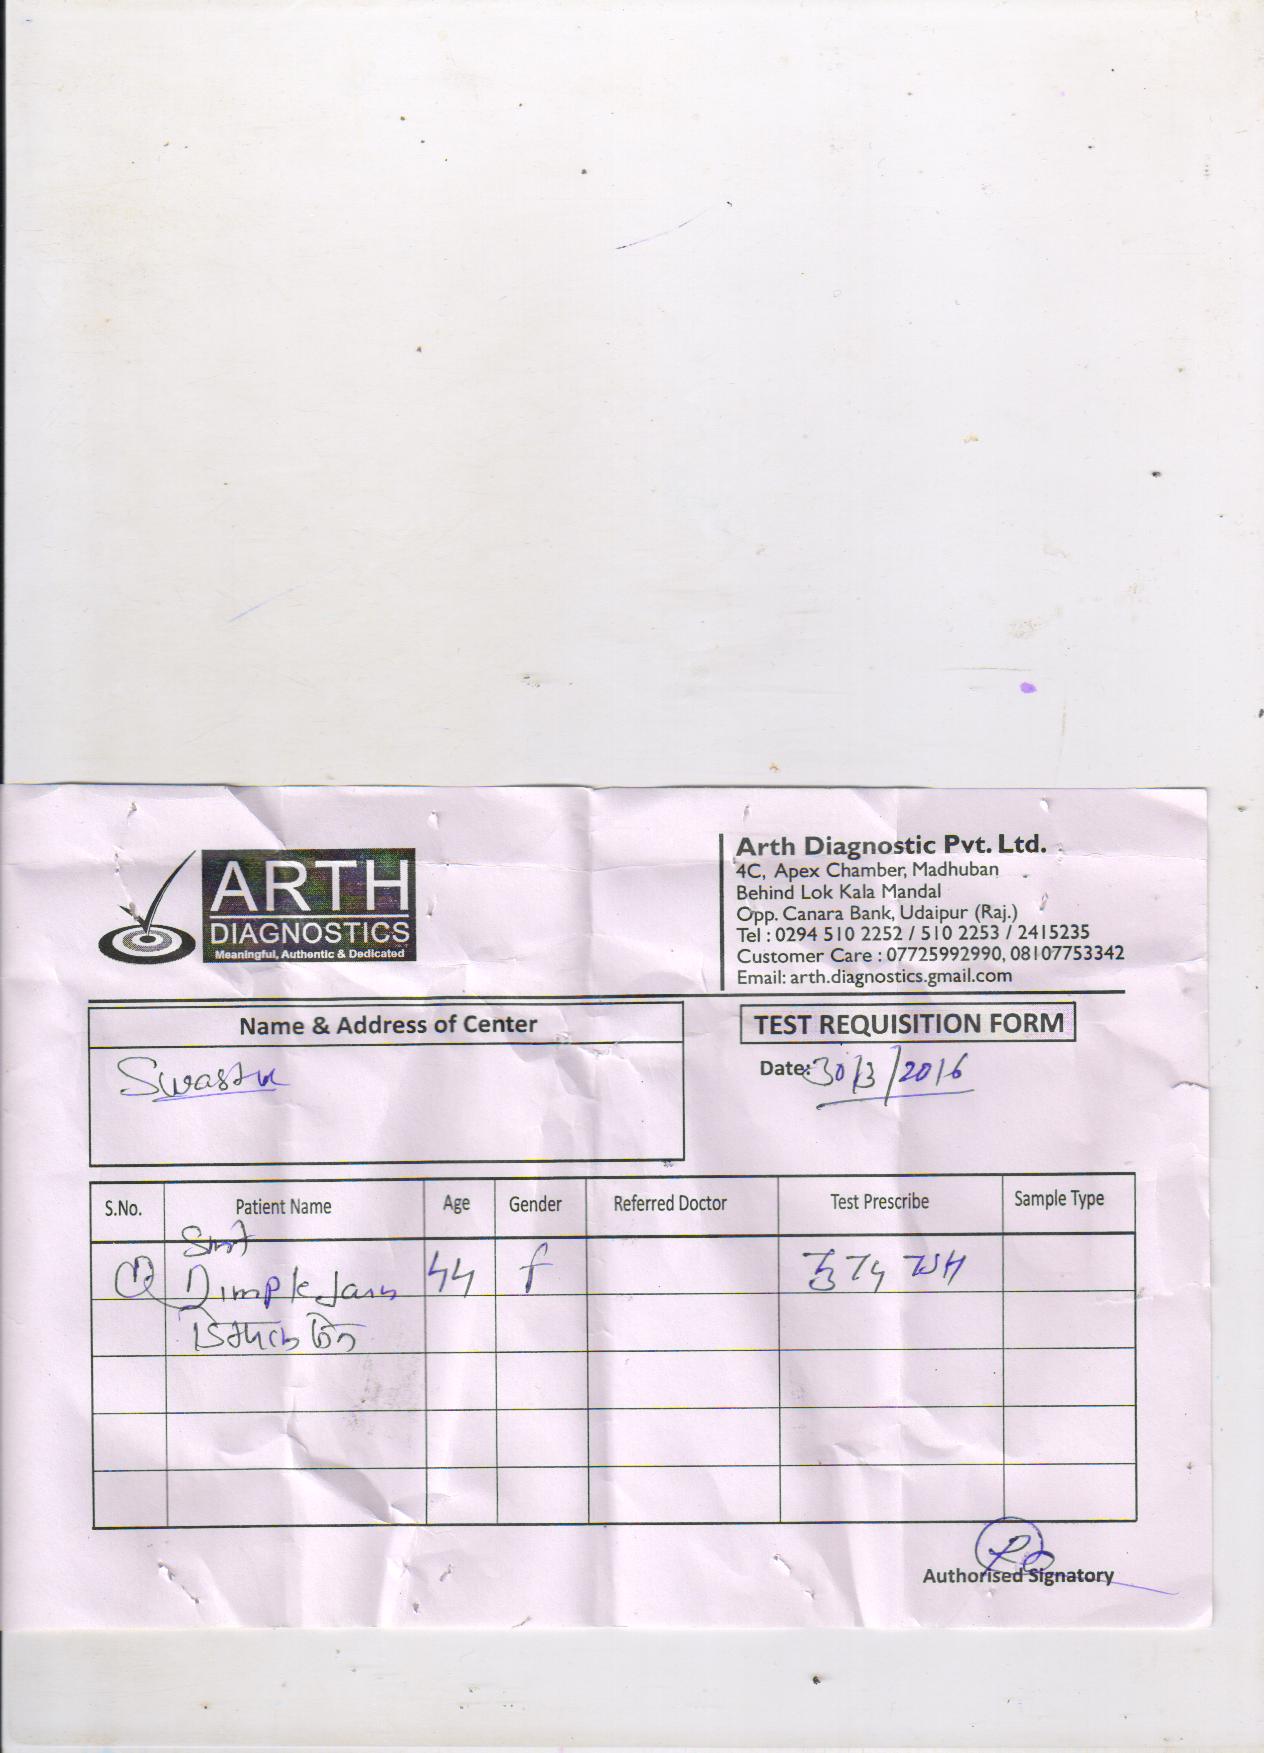 ARTH
DIAGNOSTICS
Meaningful, Authentic & Dedicated
Arth Diagnostic Pvt. Ltd.
4C, Apex Chamber, Madhuban
Behind Lok Kala Mandal
Opp. Canara Bank, Udaipur (Raj.)
Tel : 0294 510 2252 / 510 2253 / 2415235
Customer Care : 07725992990, 08107753342
Email: arth.diagnostics.gmail.com
Name & Address of Center
TEST REQUISITION FORM
Date: 30/3/2016
S.No. Patient Name Age Gender Referred Doctor Test Prescribe Sample Type
Smt
1 Dimple Jain 44 f T3 T4 TSH
Authorised Signatory